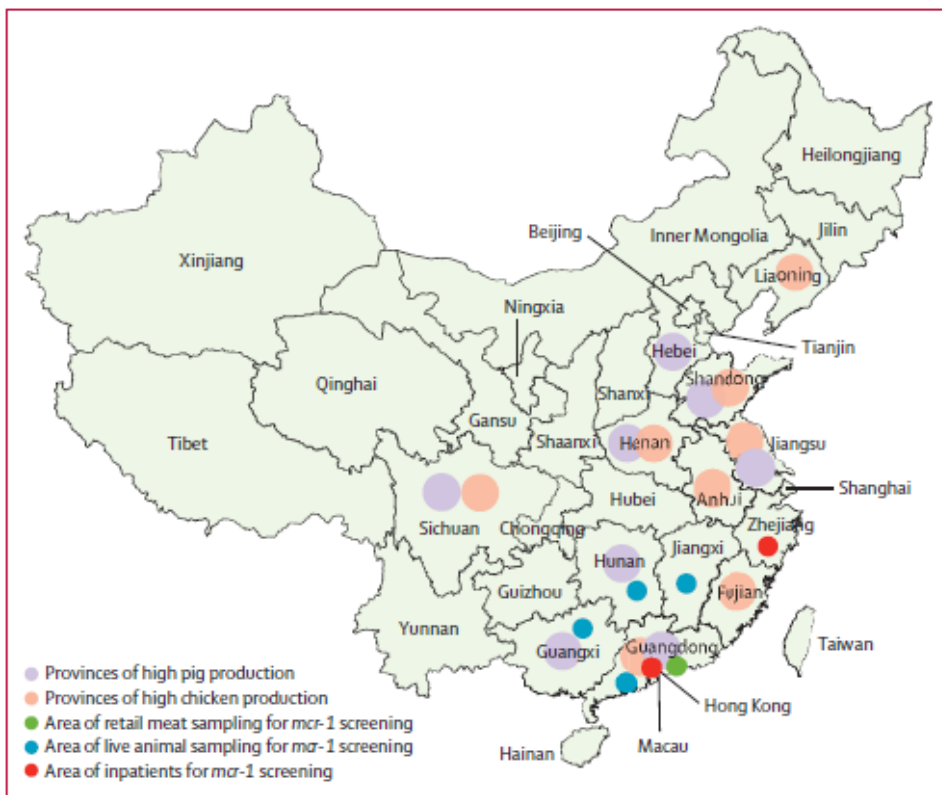 Heilongjiang
Jilin
Inner Mongolia
Beijing
Liaoning
Xinjiang
Ningxia
Tianjin
Hebei
Qinghai
Shandong
Shanxi
Gansu
Tibet
Shaanxi
Henan
Jiangsu
Shanghai
Anhui
Hubei
Sichuan
Chongqing
Zhejiang
Jiangxi
Hunan
Guizhou
Fujian
Yunnan
Taiwan
Guangxi
Guangdong
Hong Kong
Macau
Hainan
Provinces of high pig production
Provinces of high chicken production
Area of retail meat sampling for mcr-1 screening
Area of live animal sampling for mcr-1 screening
Area of inpatients for mcr-1 screening